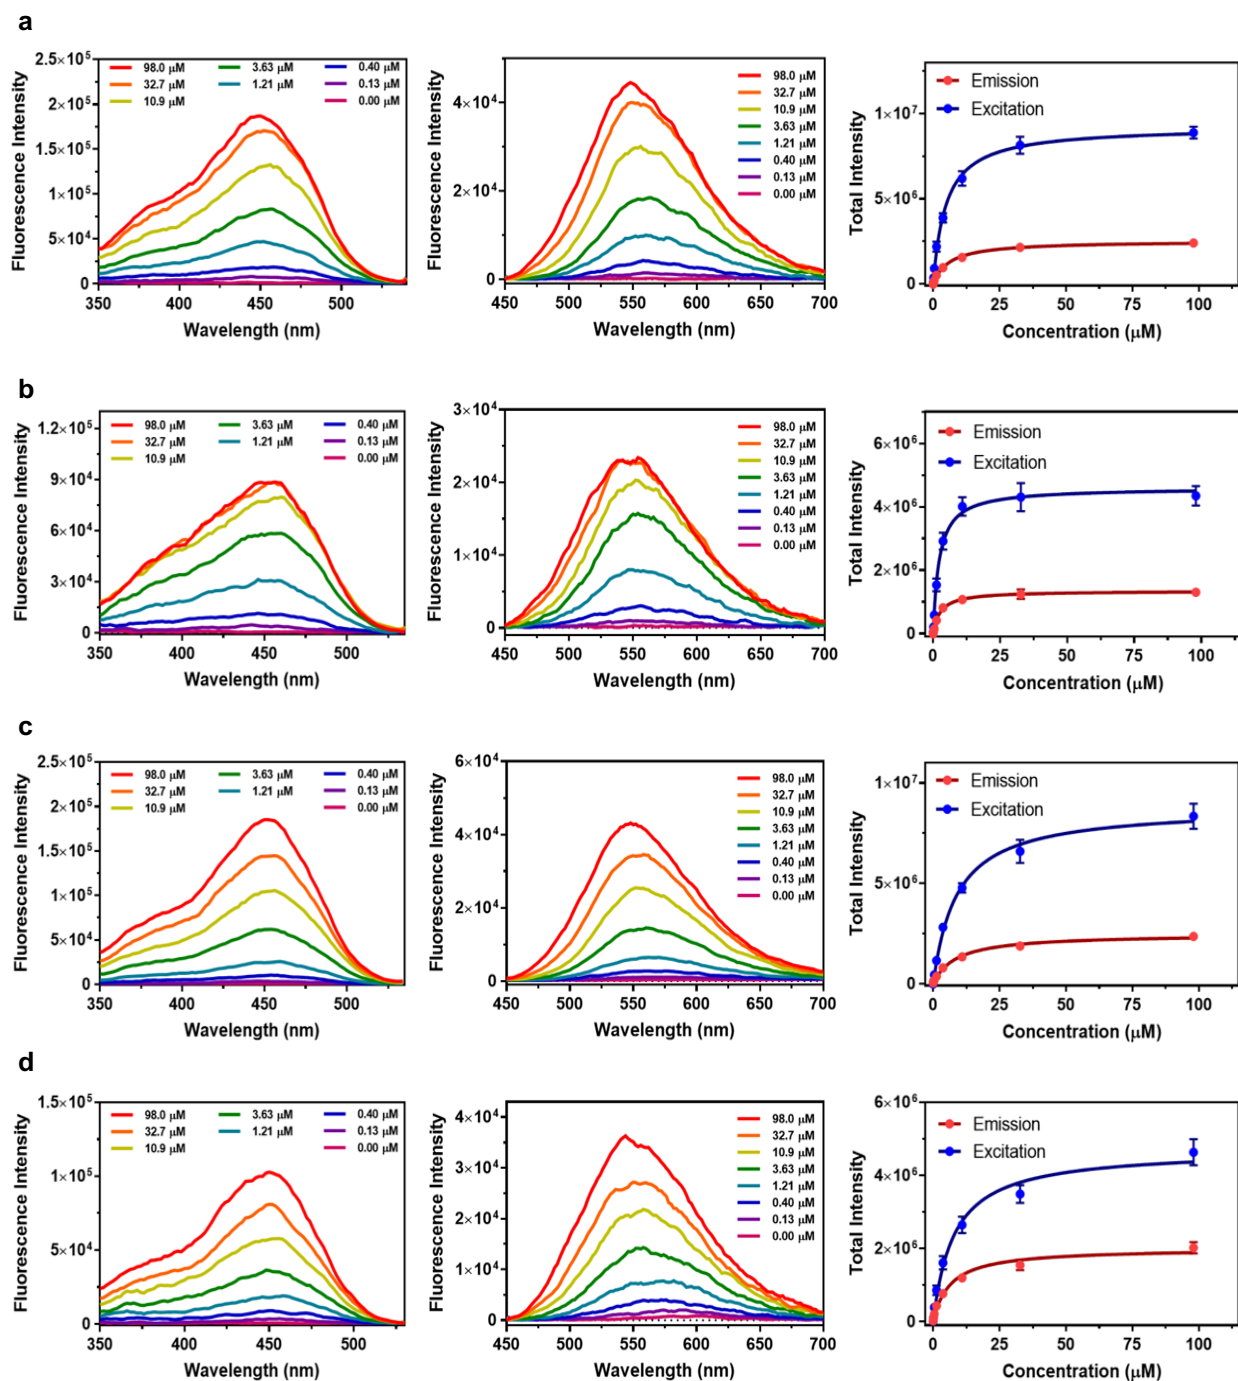 a
Fluorescence Intensity
2.5×10⁵
2×10⁵
1.5×10⁵
1×10⁵
5×10⁴
0
98.0 μM
32.7 μM
10.9 μM
3.63 μM
1.21 μM
0.40 μM
0.13 μM
0.00 μM
350 400 450 500
Wavelength (nm)
Fluorescence Intensity
4×10⁴
2×10⁴
0
98.0 μM
32.7 μM
10.9 μM
3.63 μM
1.21 μM
0.40 μM
0.13 μM
0.00 μM
450 500 550 600 650 700
Wavelength (nm)
Total Intensity
1×10⁷
5×10⁶
0
Emission
Excitation
0 25 50 75 100
Concentration (μM)
b
Fluorescence Intensity
1.2×10⁵
9×10⁴
6×10⁴
3×10⁴
0
98.0 μM
32.7 μM
10.9 μM
3.63 μM
1.21 μM
0.40 μM
0.13 μM
0.00 μM
350 400 450 500
Wavelength (nm)
Fluorescence Intensity
3×10⁴
2×10⁴
1×10⁴
0
98.0 μM
32.7 μM
10.9 μM
3.63 μM
1.21 μM
0.40 μM
0.13 μM
0.00 μM
450 500 550 600 650 700
Wavelength (nm)
Total Intensity
6×10⁶
4×10⁶
2×10⁶
0
Emission
Excitation
0 25 50 75 100
Concentration (μM)
c
Fluorescence Intensity
2.5×10⁵
2×10⁵
1.5×10⁵
1×10⁵
5×10⁴
0
98.0 μM
32.7 μM
10.9 μM
3.63 μM
1.21 μM
0.40 μM
0.13 μM
0.00 μM
350 400 450 500
Wavelength (nm)
Fluorescence Intensity
6×10⁴
4×10⁴
2×10⁴
0
98.0 μM
32.7 μM
10.9 μM
3.63 μM
1.21 μM
0.40 μM
0.13 μM
0.00 μM
450 500 550 600 650 700
Wavelength (nm)
Total Intensity
1×10⁷
5×10⁶
0
Emission
Excitation
0 25 50 75 100
Concentration (μM)
d
Fluorescence Intensity
1.5×10⁵
1×10⁵
5×10⁴
0
98.0 μM
32.7 μM
10.9 μM
3.63 μM
1.21 μM
0.40 μM
0.13 μM
0.00 μM
350 400 450 500
Wavelength (nm)
Fluorescence Intensity
4×10⁴
3×10⁴
2×10⁴
1×10⁴
0
98.0 μM
32.7 μM
10.9 μM
3.63 μM
1.21 μM
0.40 μM
0.13 μM
0.00 μM
450 500 550 600 650 700
Wavelength (nm)
Total Intensity
6×10⁶
4×10⁶
2×10⁶
0
Emission
Excitation
0 25 50 75 100
Concentration (μM)